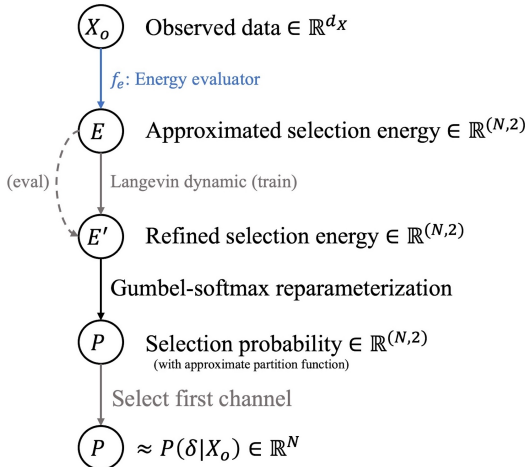 X_o Observed data ∈ ℝ^{d_X}
f_e: Energy evaluator
E Approximated selection energy ∈ ℝ^{(N,2)}
(eval) Langevin dynamic (train)
E′ Refined selection energy ∈ ℝ^{(N,2)}
Gumbel-softmax reparameterization
P Selection probability ∈ ℝ^{(N,2)}
(with approximate partition function)
Select first channel
P ≈ P(δ|X_o) ∈ ℝ^N